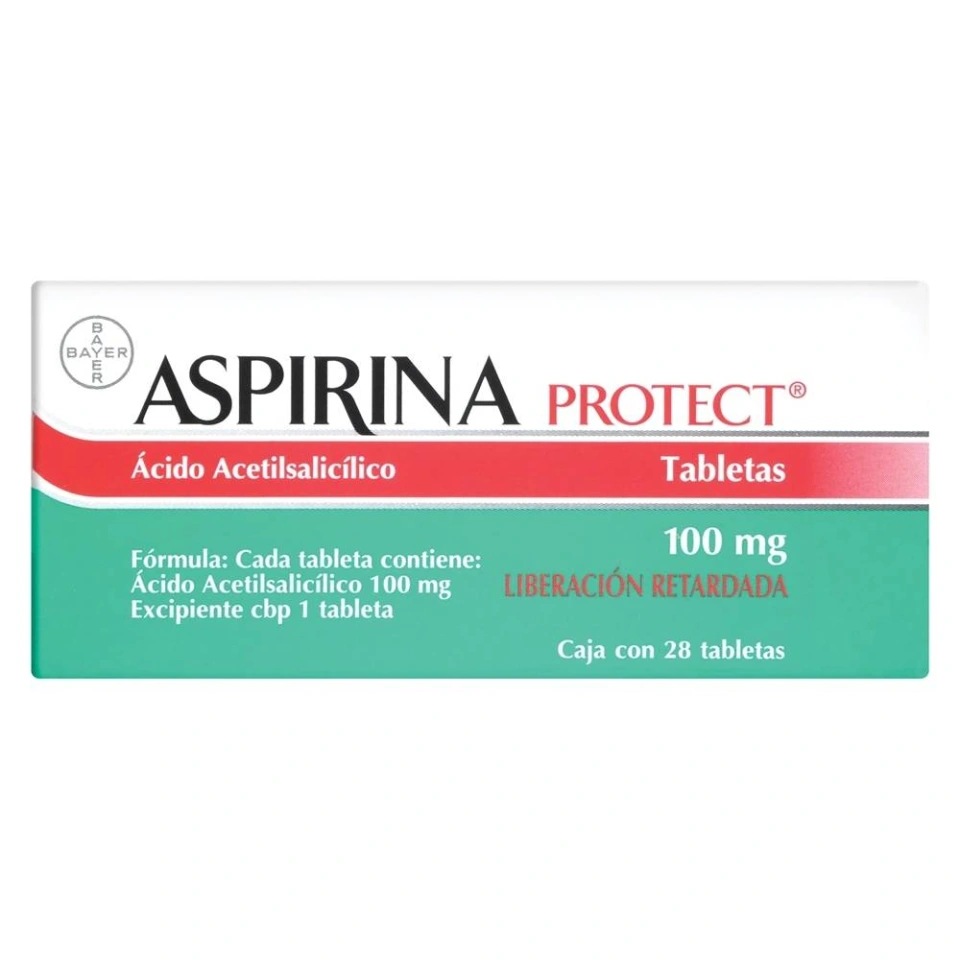 BAYER
BAYER
ASPIRINA PROTECT®
Ácido Acetilsalicílico Tabletas
100 mg
Fórmula: Cada tableta contiene:
Ácido Acetilsalicílico 100 mg
LIBERACIÓN RETARDADA
Excipiente cbp 1 tableta
Caja con 28 tabletas